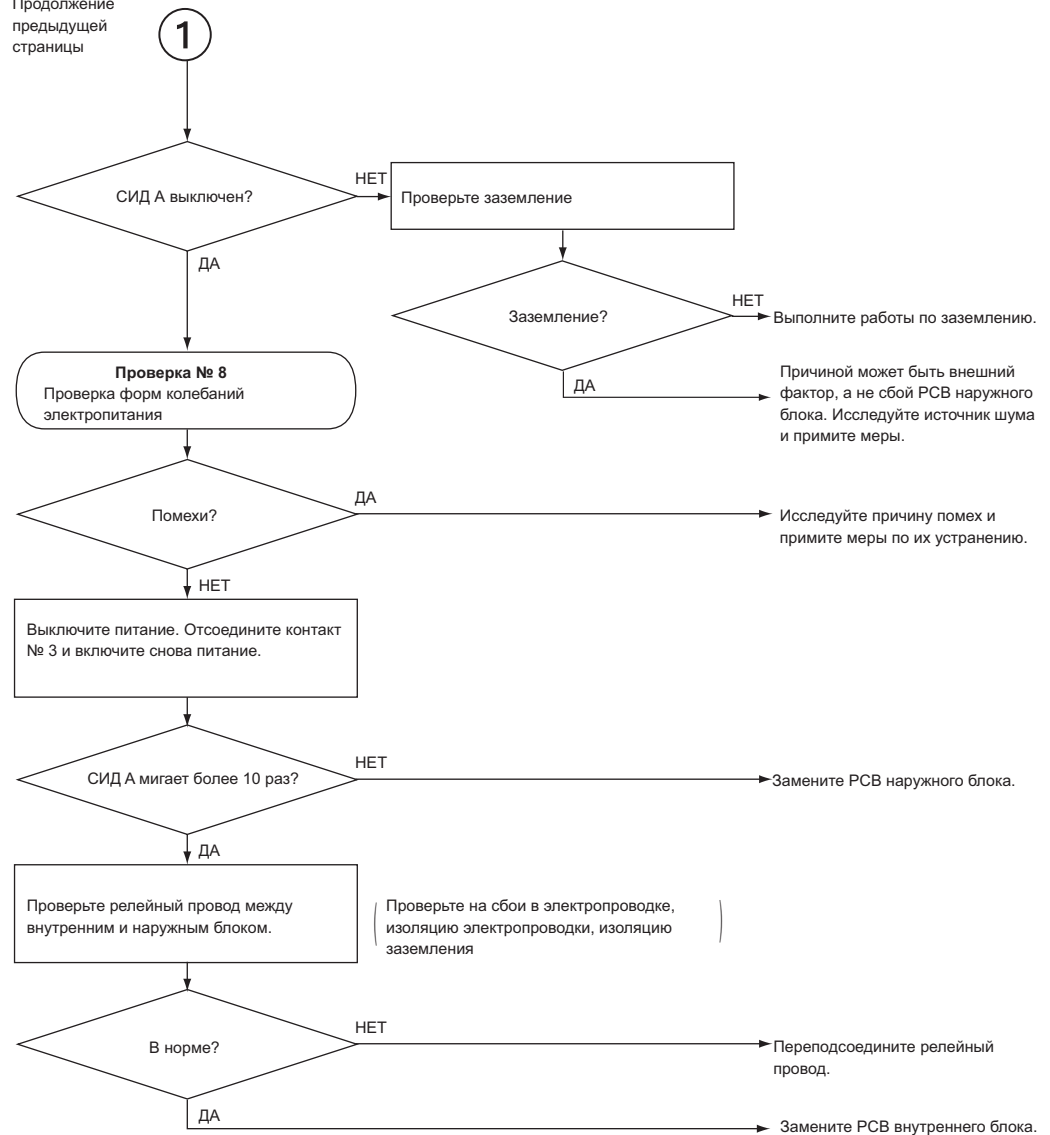 Продолжение
предыдущей
страницы
1
СИД А выключен?
НЕТ
Проверьте заземление
ДА
Заземление?
НЕТ
Выполните работы по заземлению.
ДА
Причиной может быть внешний
фактор, а не сбой PCB наружного
блока. Исследуйте источник шума
и примите меры.
Проверка № 8
Проверка форм колебаний
электропитания
Помехи?
ДА
Исследуйте причину помех и
примите меры по их устранению.
НЕТ
Выключите питание. Отсоедините контакт
№ 3 и включите снова питание.
СИД А мигает более 10 раз?
НЕТ
Замените PCB наружного блока.
ДА
Проверьте релейный провод между
внутренним и наружным блоком.
Проверьте на сбои в электропроводке,
изоляцию электропроводки, изоляцию
заземления
В норме?
НЕТ
Переподсоедините релейный
провод.
ДА
Замените PCB внутреннего блока.